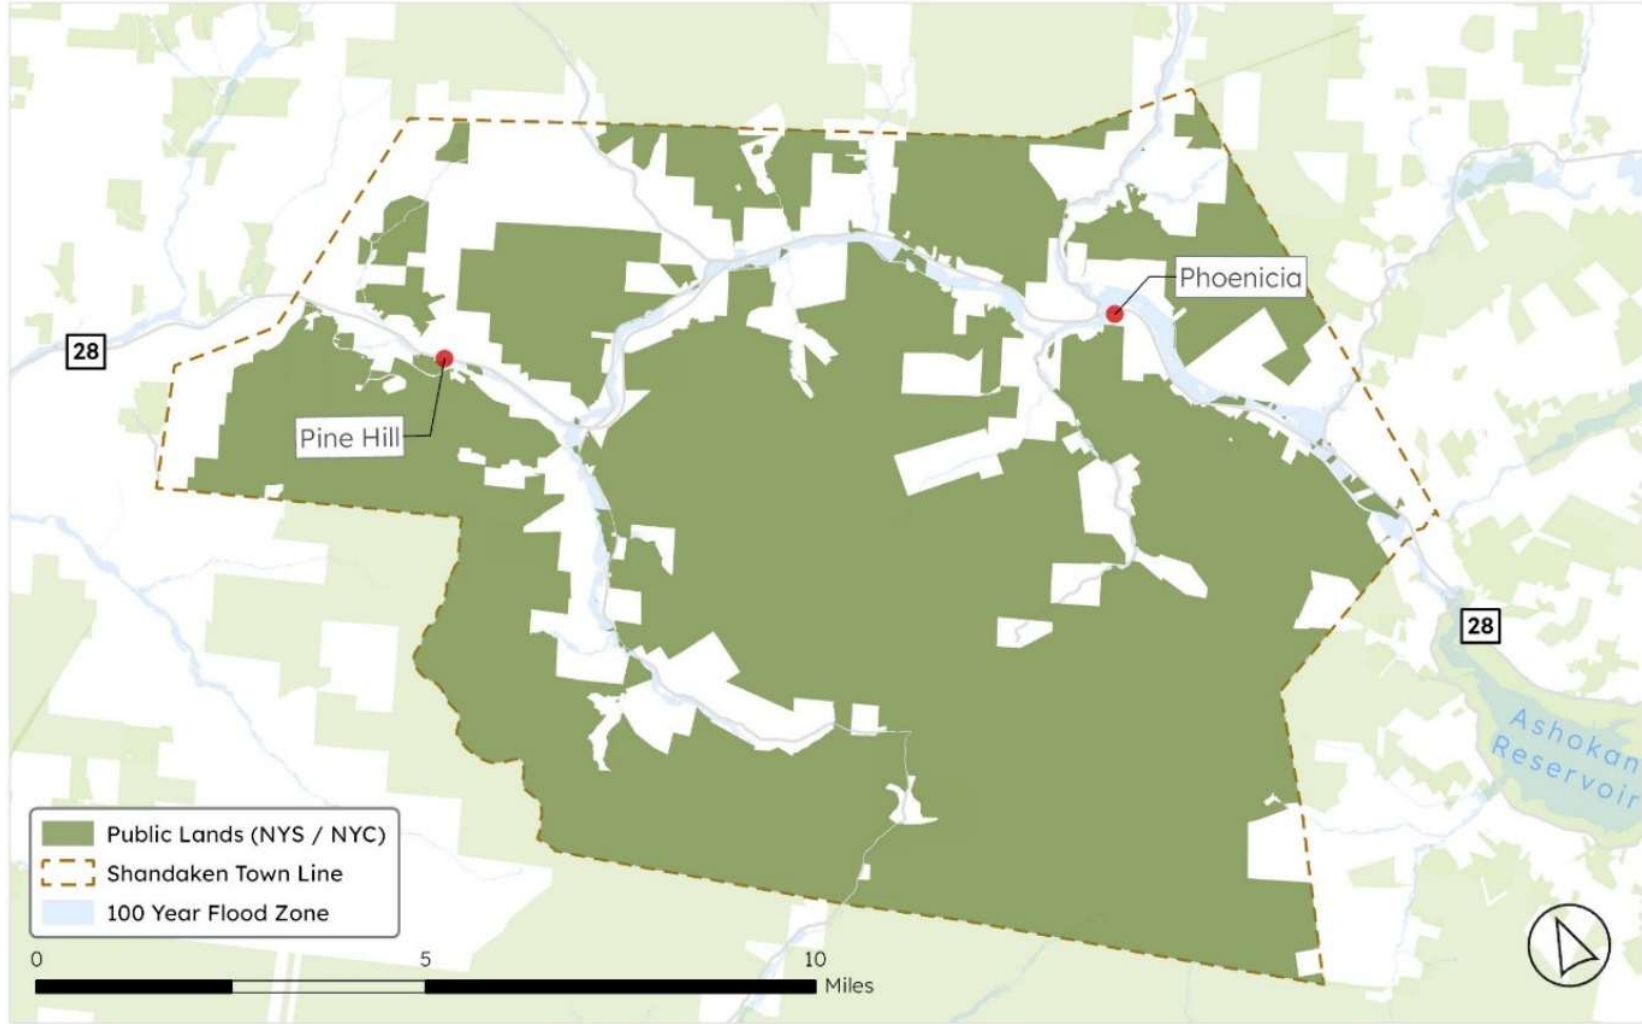 Phoenicia
28
Pine Hill
28
Ashokan
Reservoir
Public Lands (NYS / NYC)
Shandaken Town Line
100 Year Flood Zone
0 5 10
Miles